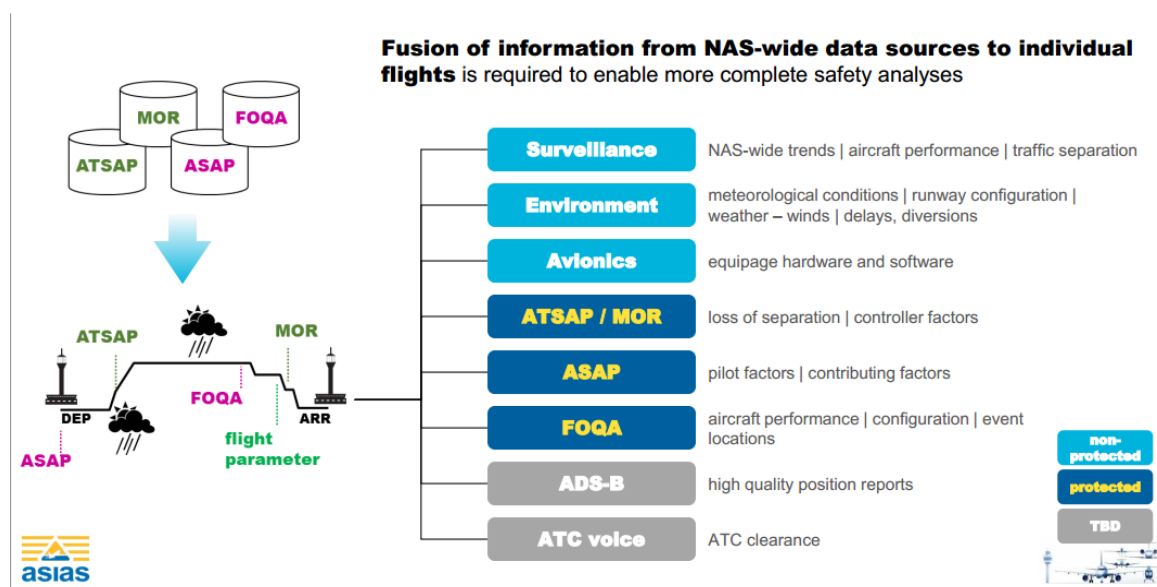 Fusion of information from NAS-wide data sources to individual
flights is required to enable more complete safety analyses
MOR
FOQA
ATSAP
ASAP
ATSAP
MOR
FOQA
DEP
ARR
flight
parameter
ASAP
Surveillance
NAS-wide trends | aircraft performance | traffic separation
Environment
meteorological conditions | runway configuration |
weather – winds | delays, diversions
Avionics
equipage hardware and software
ATSAP / MOR
loss of separation | controller factors
ASAP
pilot factors | contributing factors
FOQA
aircraft performance | configuration | event
locations
ADS-B
high quality position reports
ATC voice
ATC clearance
non-
protected
protected
TBD
asias